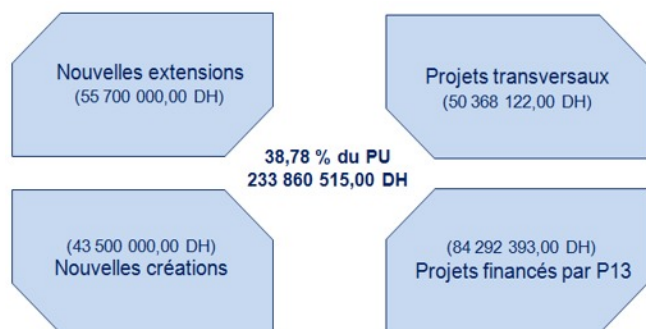 Nouvelles extensions
(55 700 000,00 DH)
Projets transversaux
(50 368 122,00 DH)
38,78 % du PU
233 860 515,00 DH
(43 500 000,00 DH)
Nouvelles créations
(84 292 393,00 DH)
Projets financés par P13